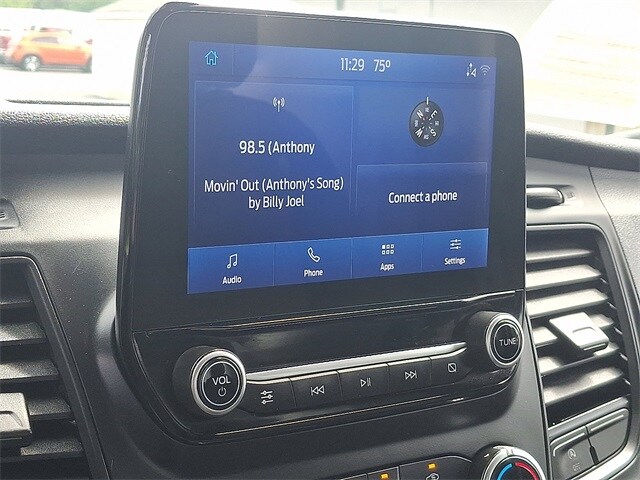 11:29 75°
98.5 (Anthony
Movin' Out (Anthony's Song)
by Billy Joel
Connect a phone
Audio
Phone
Apps
Settings
VOL
TUNE